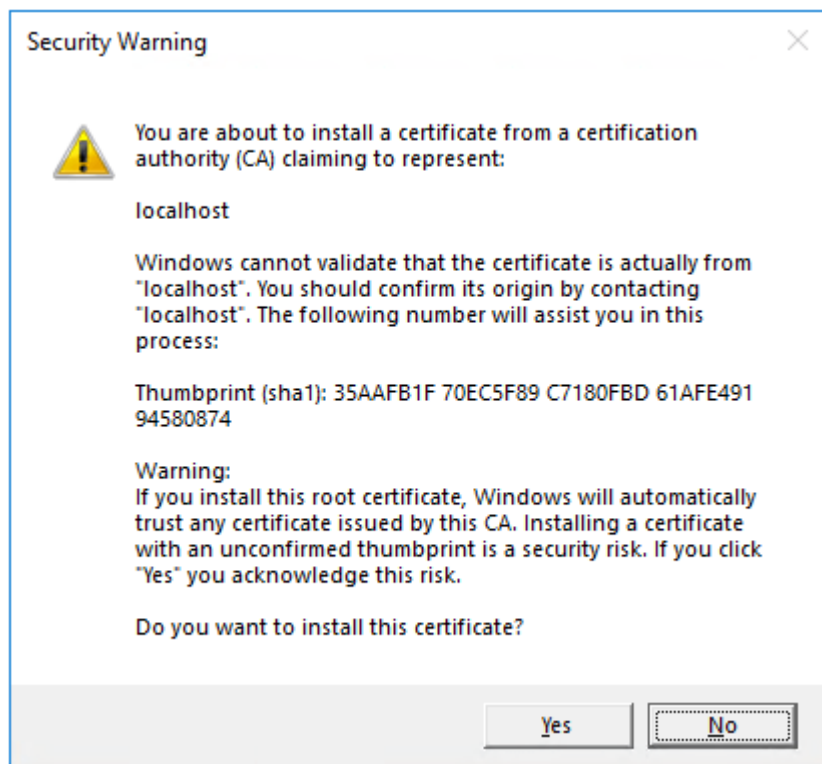 Security Warning
You are about to install a certificate from a certification
authority (CA) claiming to represent:
localhost
Windows cannot validate that the certificate is actually from
"localhost". You should confirm its origin by contacting
"localhost". The following number will assist you in this
process:
Thumbprint (sha1): 35AAFB1F 70EC5F89 C7180FBD 61AFE491
94580874
Warning:
If you install this root certificate, Windows will automatically
trust any certificate issued by this CA. Installing a certificate
with an unconfirmed thumbprint is a security risk. If you click
"Yes" you acknowledge this risk.
Do you want to install this certificate?
Yes No